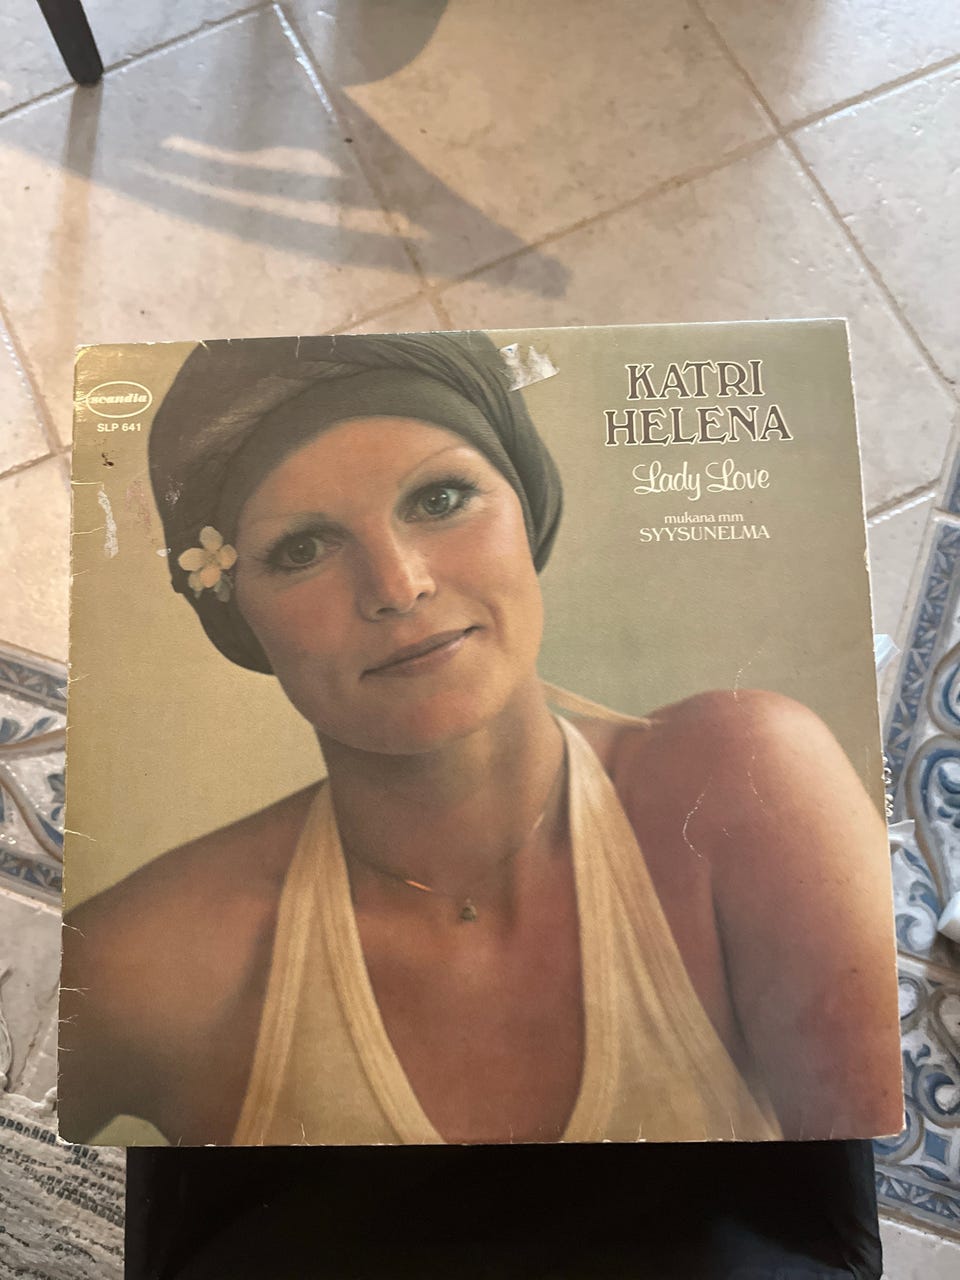 scandia
SLP 641
KATRI
HELENA
Lady Love
mukana mm
SYYSUNELMA